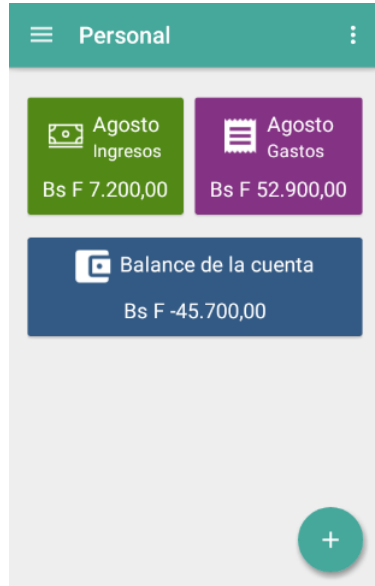 Personal
Agosto
Ingresos
Bs F 7.200,00
Agosto
Gastos
Bs F 52.900,00
Balance de la cuenta
Bs F -45.700,00